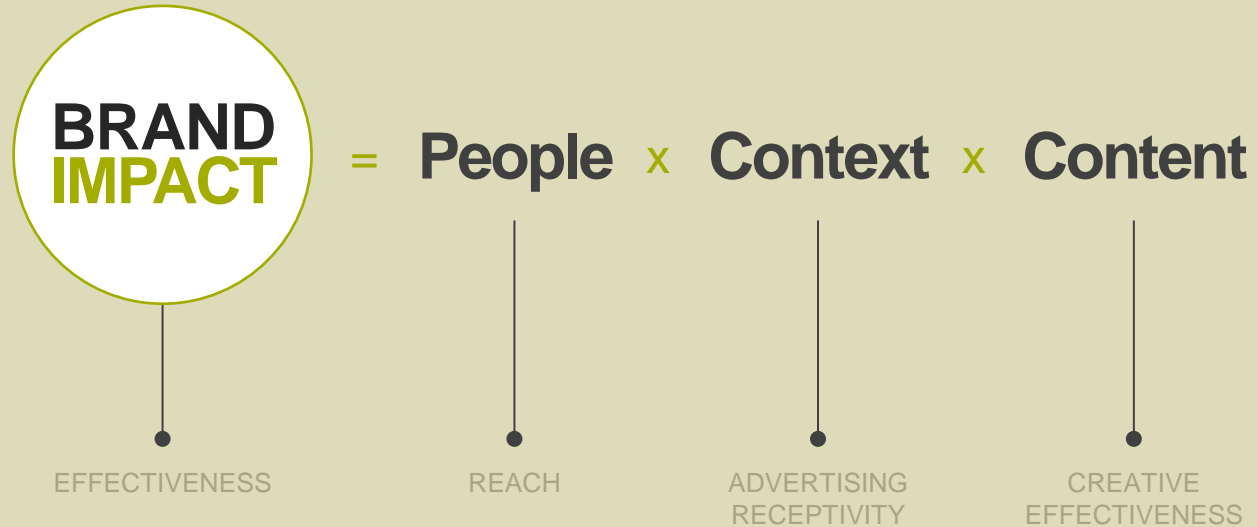 BRAND
IMPACT
= People x Context x Content
EFFECTIVENESS
REACH
ADVERTISING
RECEPTIVITY
CREATIVE
EFFECTIVENESS